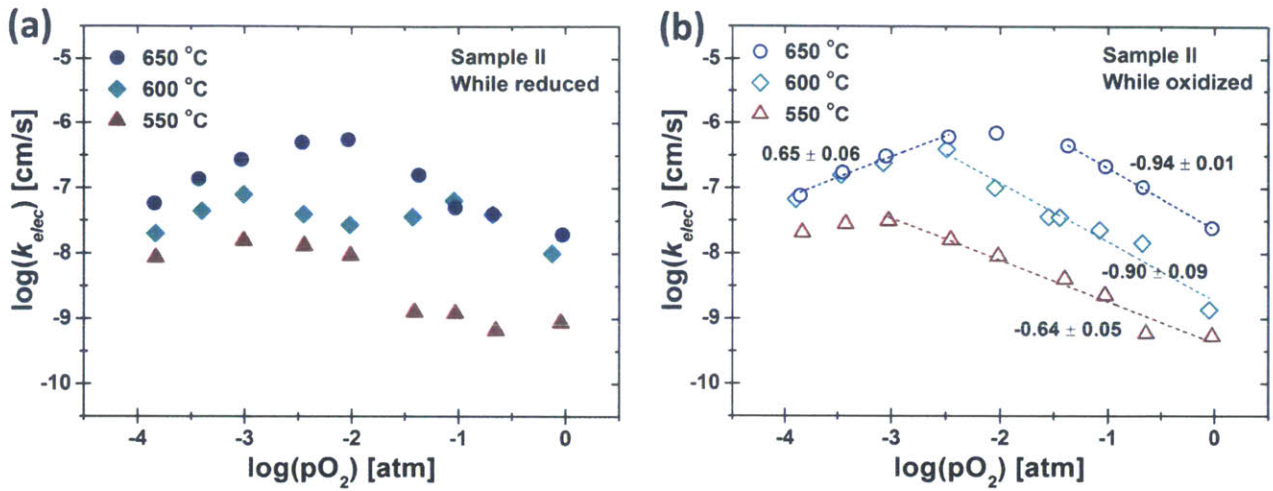 (a)
650 °C
600 °C
550 °C
Sample II
While reduced
-5
-6
-7
-8
-9
-10
log(k_elec) [cm/s]
-4 -3 -2 -1 0
log(pO₂) [atm]
(b)
650 °C
600 °C
550 °C
Sample II
While oxidized
-5
-6
-7
-8
-9
-10
log(k_elec) [cm/s]
0.65 ± 0.06
-0.94 ± 0.01
-0.90 ± 0.09
-0.64 ± 0.05
-4 -3 -2 -1 0
log(pO₂) [atm]